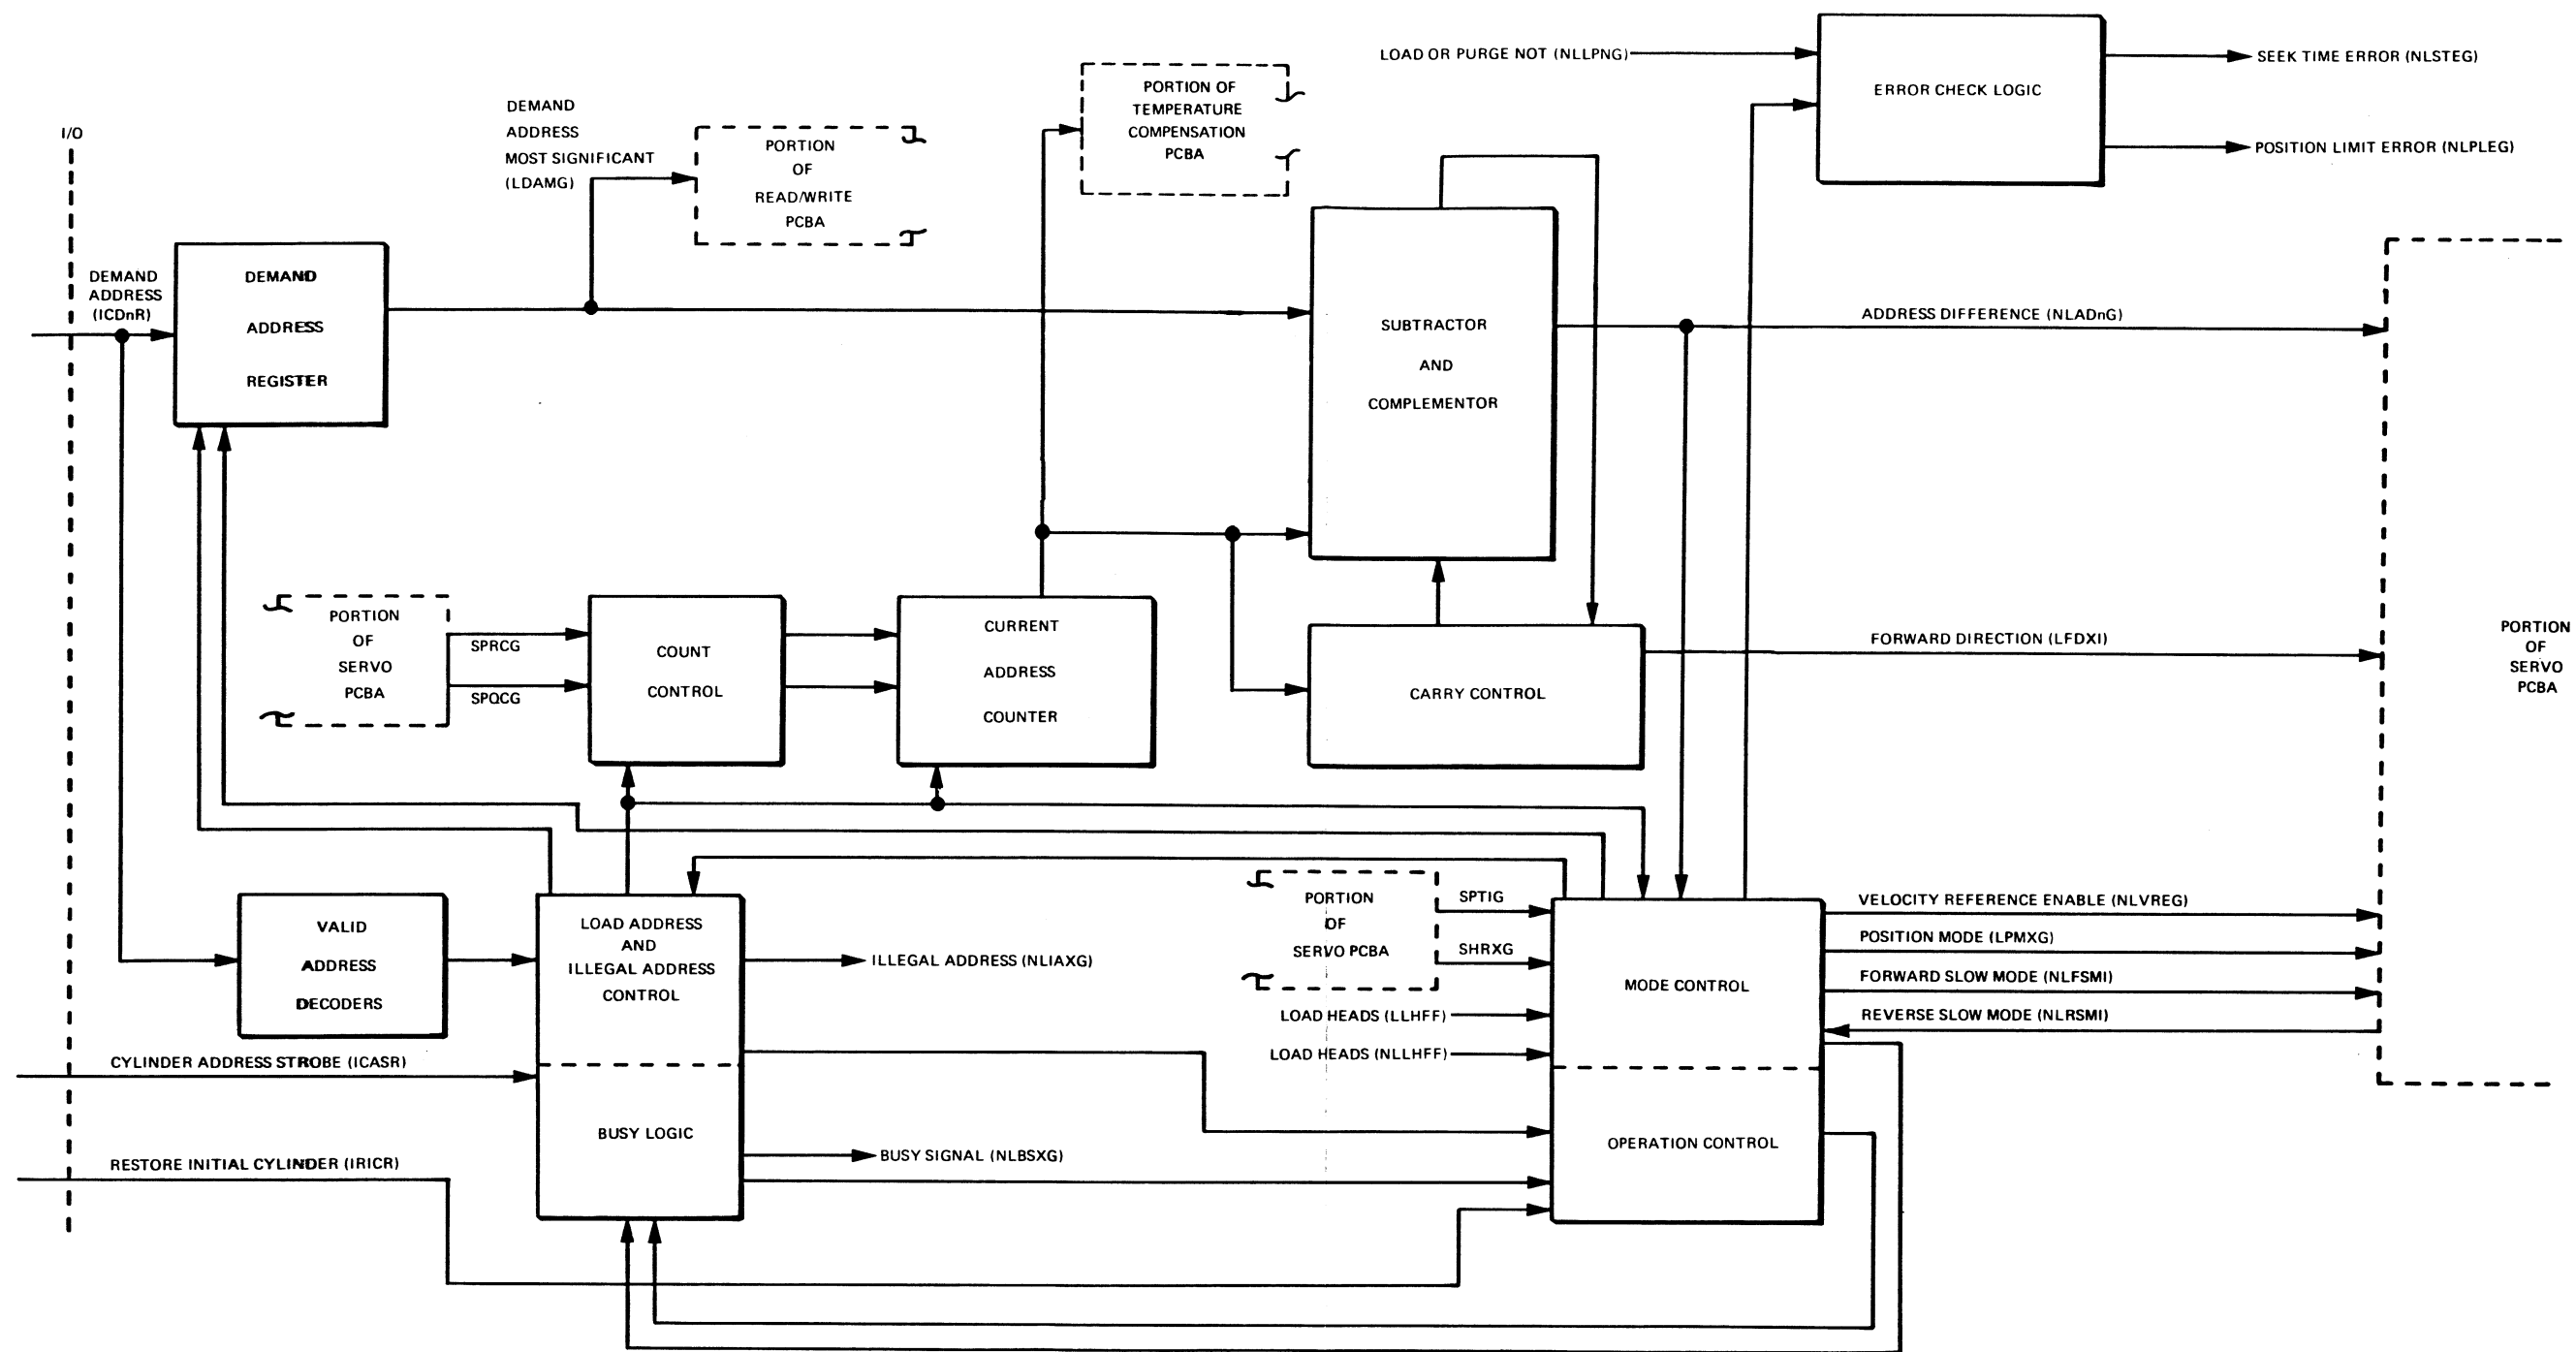 I/O
DEMAND
ADDRESS
(ICDnR)
DEMAND
ADDRESS
REGISTER
DEMAND
ADDRESS
MOST SIGNIFICANT
(LDAMG)
PORTION
OF
READ/WRITE
PCBA
PORTION OF
TEMPERATURE
COMPENSATION
PCBA
LOAD OR PURGE NOT (NLLPNG)
ERROR CHECK LOGIC
SEEK TIME ERROR (NLSTEG)
POSITION LIMIT ERROR (NLPLEG)
SUBTRACTOR
AND
COMPLEMENTOR
ADDRESS DIFFERENCE (NLADnG)
PORTION
OF
SERVO
PCBA
SPRCG
SPQCG
COUNT
CONTROL
CURRENT
ADDRESS
COUNTER
CARRY CONTROL
FORWARD DIRECTION (LFDXI)
PORTION
OF
SERVO
PCBA
VALID
ADDRESS
DECODERS
LOAD ADDRESS
AND
ILLEGAL ADDRESS
CONTROL
BUSY LOGIC
ILLEGAL ADDRESS (NLIAXG)
BUSY SIGNAL (NLBSXG)
PORTION
OF
SERVO PCBA
SPTIG
SHRXG
LOAD HEADS (LLHFF)
LOAD HEADS (NLLHFF)
MODE CONTROL
OPERATION CONTROL
VELOCITY REFERENCE ENABLE (NLVREG)
POSITION MODE (LPMXG)
FORWARD SLOW MODE (NLFSMI)
REVERSE SLOW MODE (NLRSMI)
CYLINDER ADDRESS STROBE (ICASR)
RESTORE INITIAL CYLINDER (IRICR)